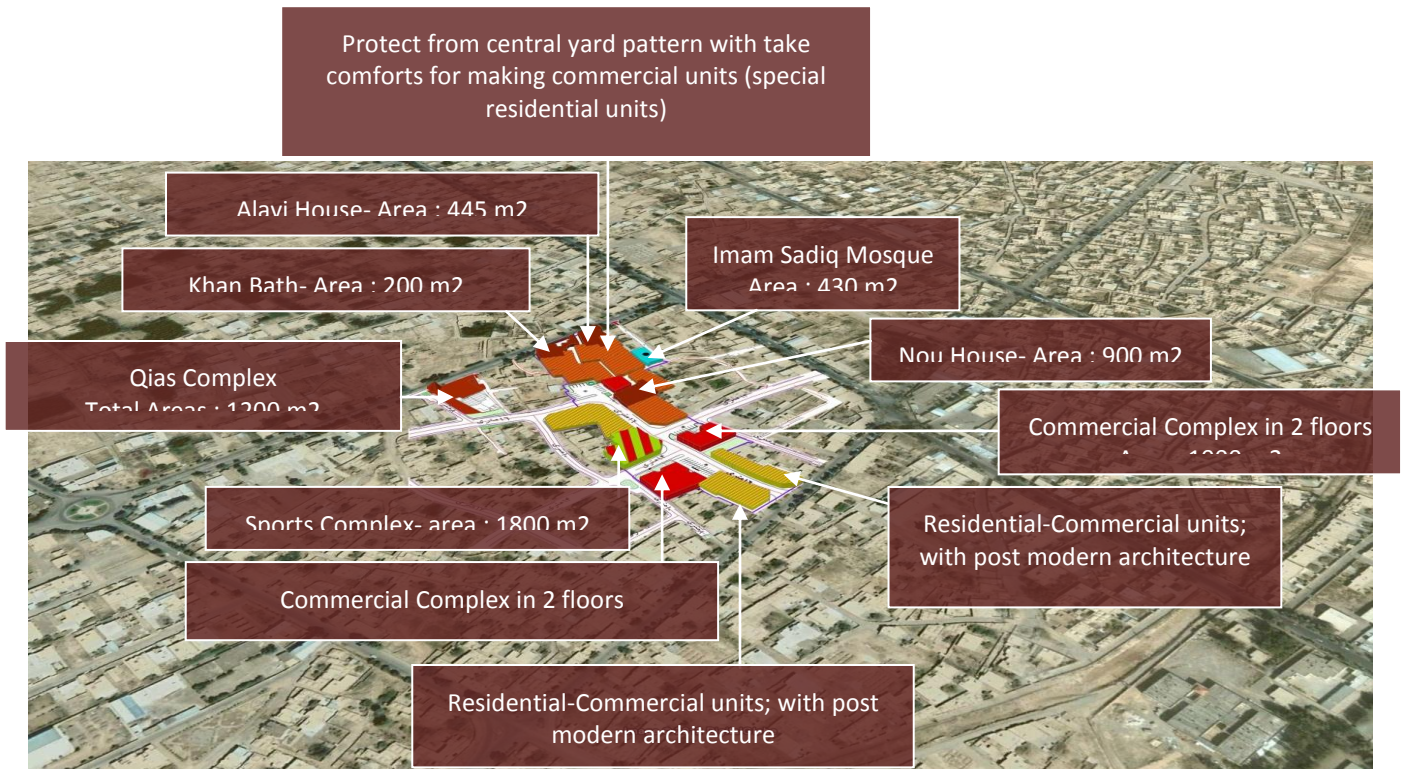 Protect from central yard pattern with take
comforts for making commercial units (special
residential units)
Alavi House- Area : 445 m2
Khan Bath- Area : 200 m2
Imam Sadiq Mosque
Area : 430 m2
Nou House- Area : 900 m2
Qias Complex
Total Areas : 1200 m2
Commercial Complex in 2 floors
Sports Complex- area : 1800 m2
Residential-Commercial units;
with post modern architecture
Commercial Complex in 2 floors
Residential-Commercial units; with post
modern architecture